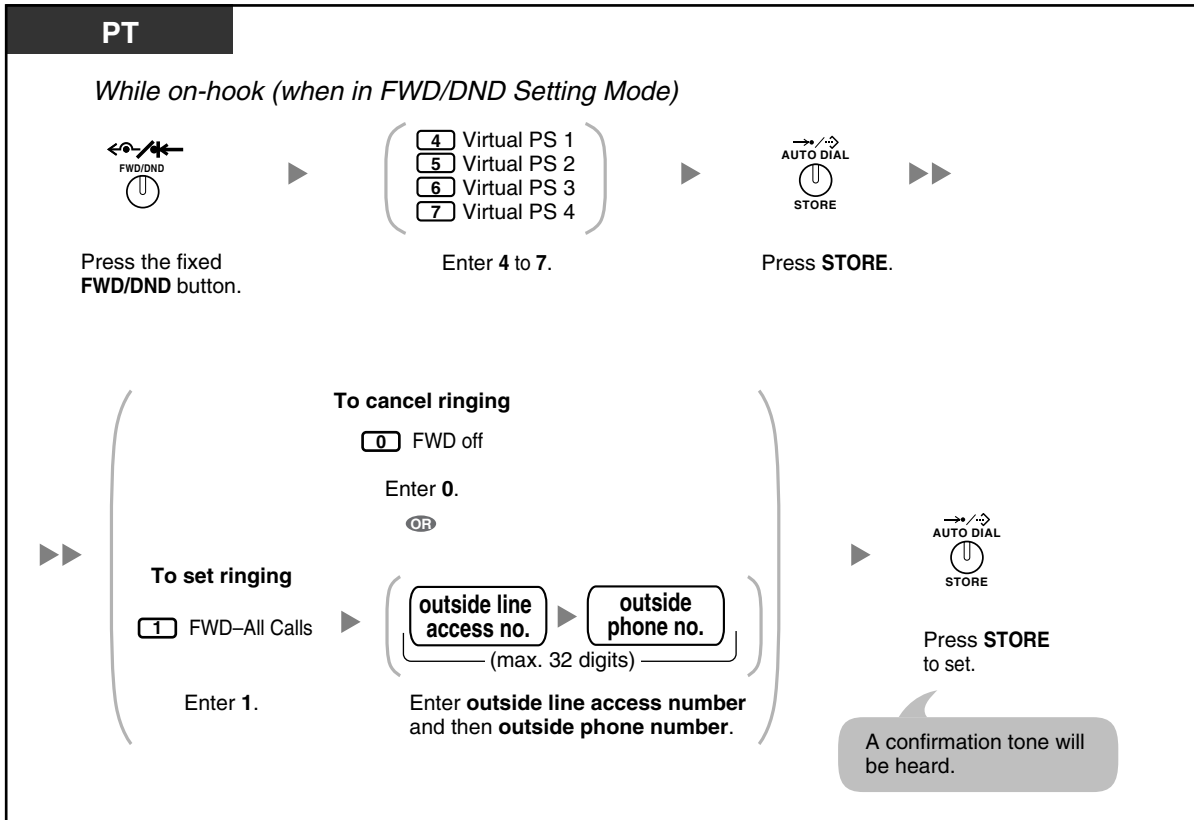 PT
While on-hook (when in FWD/DND Setting Mode)
FWD/DND
4 Virtual PS 1
5 Virtual PS 2
6 Virtual PS 3
7 Virtual PS 4
AUTO DIAL
STORE
Press the fixed
FWD/DND button.
Enter 4 to 7.
Press STORE.
To cancel ringing
0 FWD off
Enter 0.
OR
To set ringing
1 FWD–All Calls
Enter 1.
outside line
access no.
outside
phone no.
(max. 32 digits)
Enter outside line access number
and then outside phone number.
AUTO DIAL
STORE
Press STORE
to set.
A confirmation tone will
be heard.